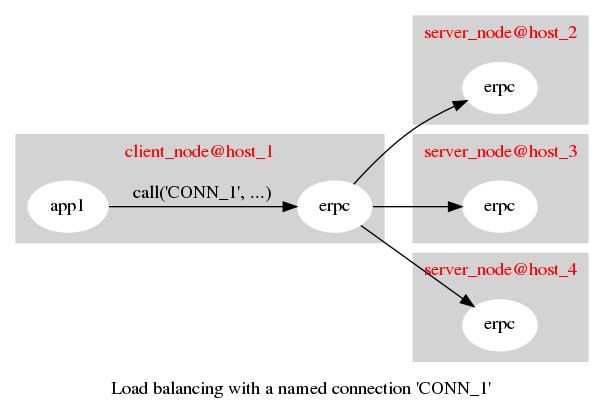 server_node@host_2
erpc
client_node@host_1
app1
call('CONN_1', ...)
erpc
server_node@host_3
erpc
server_node@host_4
erpc
Load balancing with a named connection 'CONN_1'